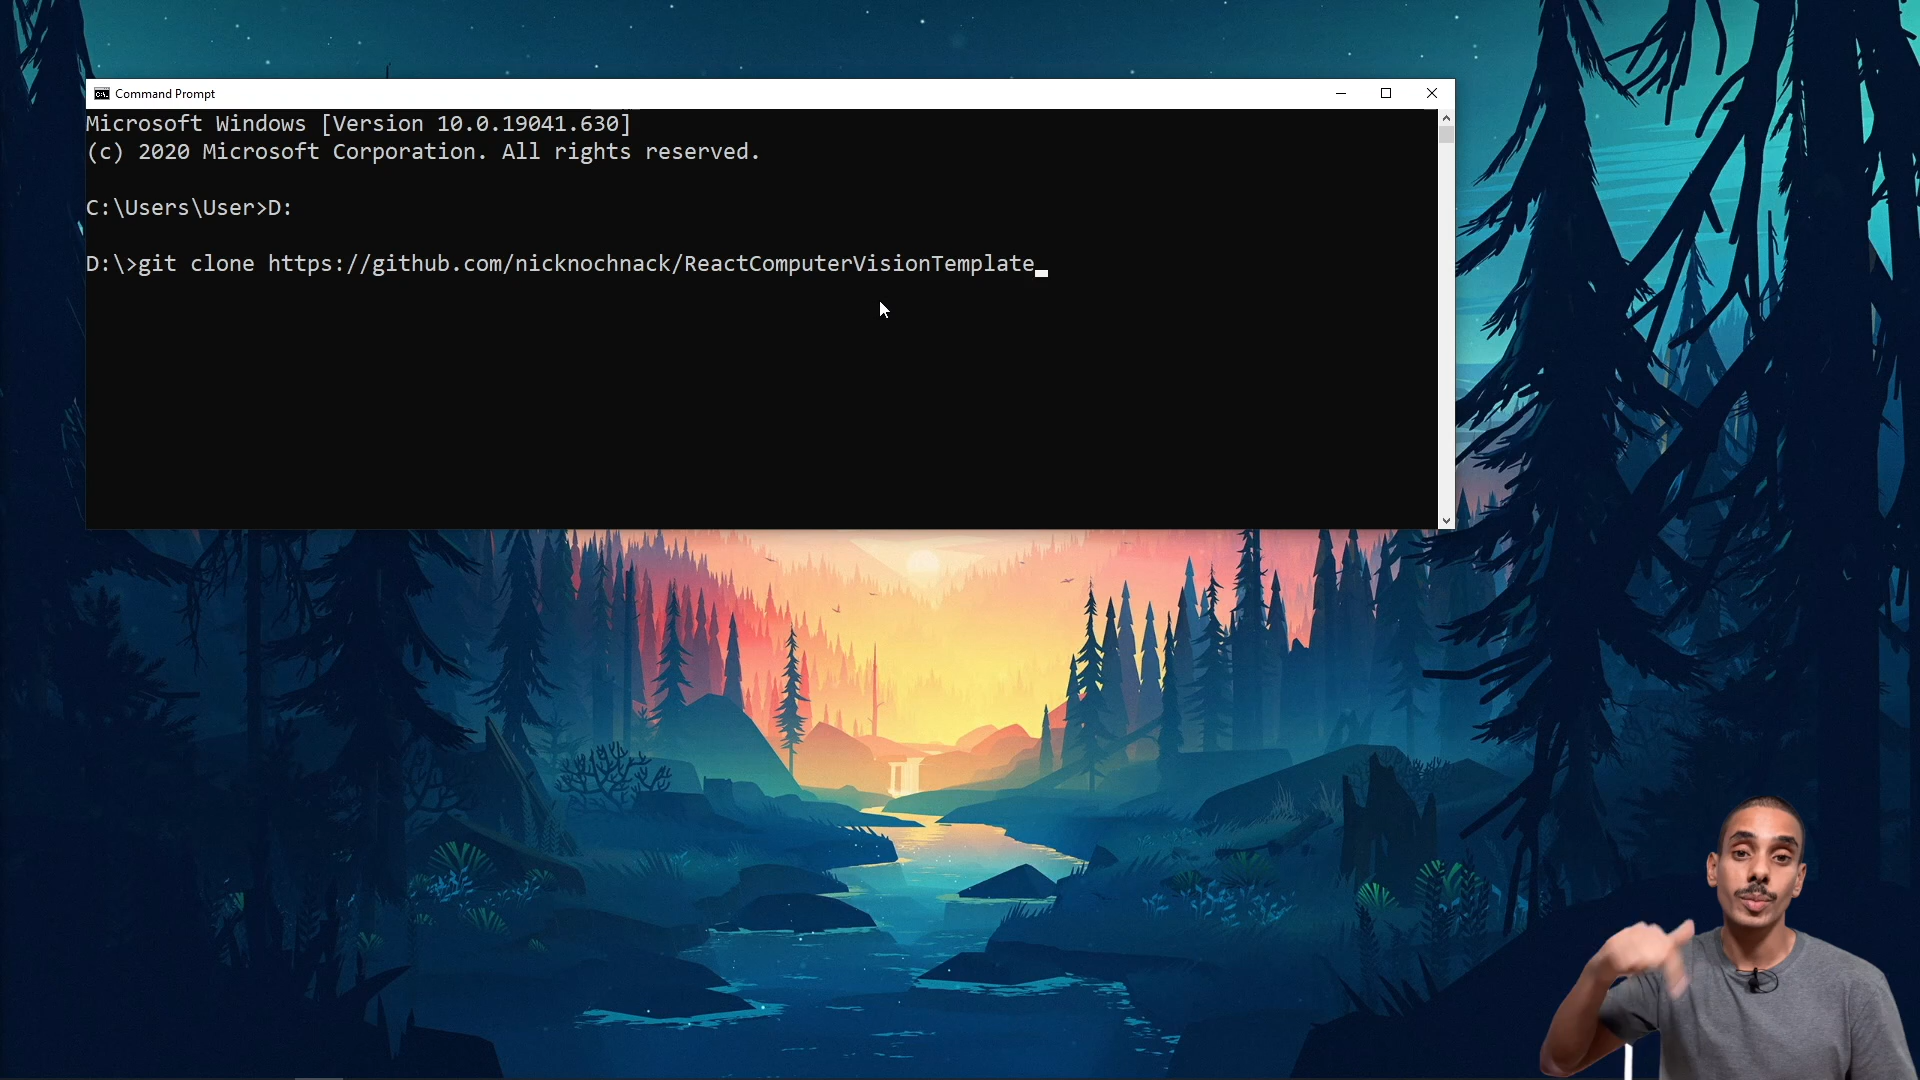 Command Prompt
Microsoft Windows [Version 10.0.19041.630]
(c) 2020 Microsoft Corporation. All rights reserved.
C:\Users\User>D:
D:\>git clone https://github.com/nicknochnack/ReactComputerVisionTemplate